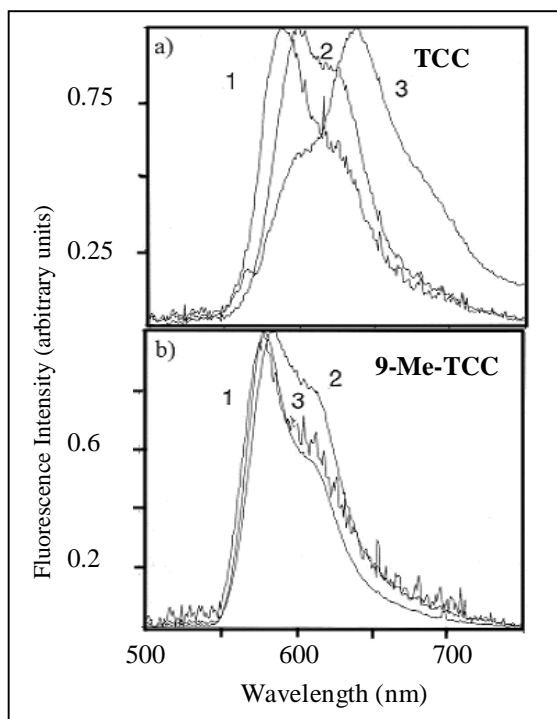 a) TCC
1 2 3
0.75
0.25
Fluorescence Intensity (arbitrary units)
b) 9-Me-TCC
1 3 2
0.6
0.2
500 600 700
Wavelength (nm)